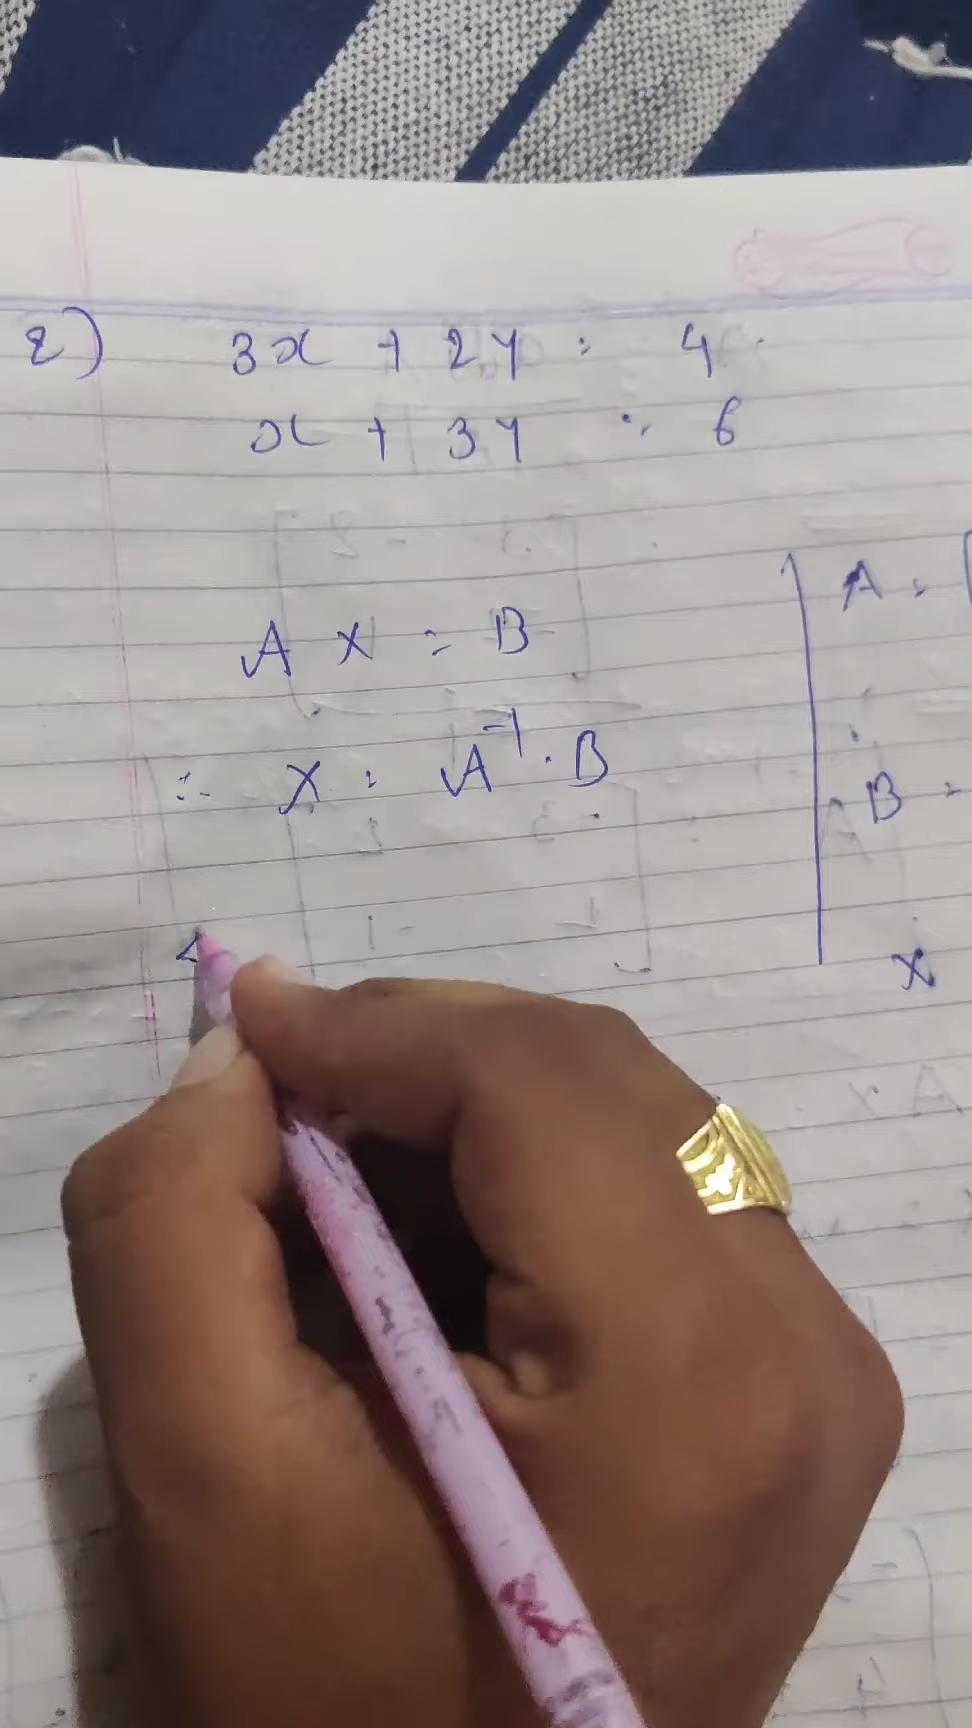 2) 3x + 2y = 4
x + 3y = 6
A X = B
∴ X = A⁻¹ · B
A = [
B =
X